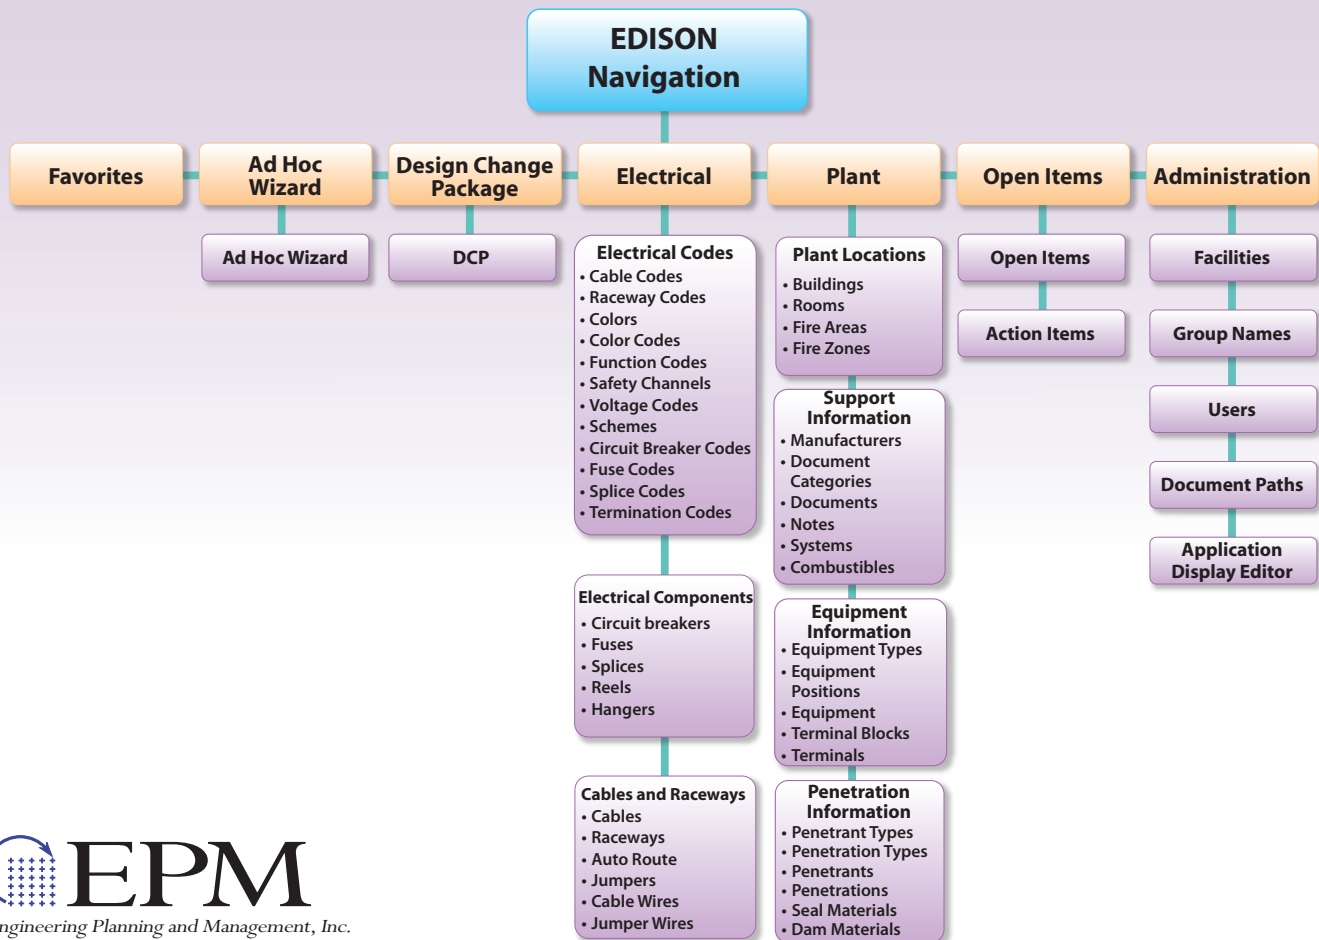 EDISON
Navigation
Favorites
Ad Hoc
Wizard
Design Change
Package
Electrical
Plant
Open Items
Administration
Ad Hoc Wizard
DCP
Electrical Codes
• Cable Codes
• Raceway Codes
• Colors
• Color Codes
• Function Codes
• Safety Channels
• Voltage Codes
• Schemes
• Circuit Breaker Codes
• Fuse Codes
• Splice Codes
• Termination Codes
Electrical Components
• Circuit breakers
• Fuses
• Splices
• Reels
• Hangers
Cables and Raceways
• Cables
• Raceways
• Auto Route
• Jumpers
• Cable Wires
• Jumper Wires
Plant Locations
• Buildings
• Rooms
• Fire Areas
• Fire Zones
Support
Information
• Manufacturers
• Document
Categories
• Documents
• Notes
• Systems
• Combustibles
Equipment
Information
• Equipment Types
• Equipment
Positions
• Equipment
• Terminal Blocks
• Terminals
Penetration
Information
• Penetrant Types
• Penetration Types
• Penetrants
• Penetrations
• Seal Materials
• Dam Materials
Open Items
Action Items
Facilities
Group Names
Users
Document Paths
Application
Display Editor
EPM
ngineering Planning and Management, Inc.